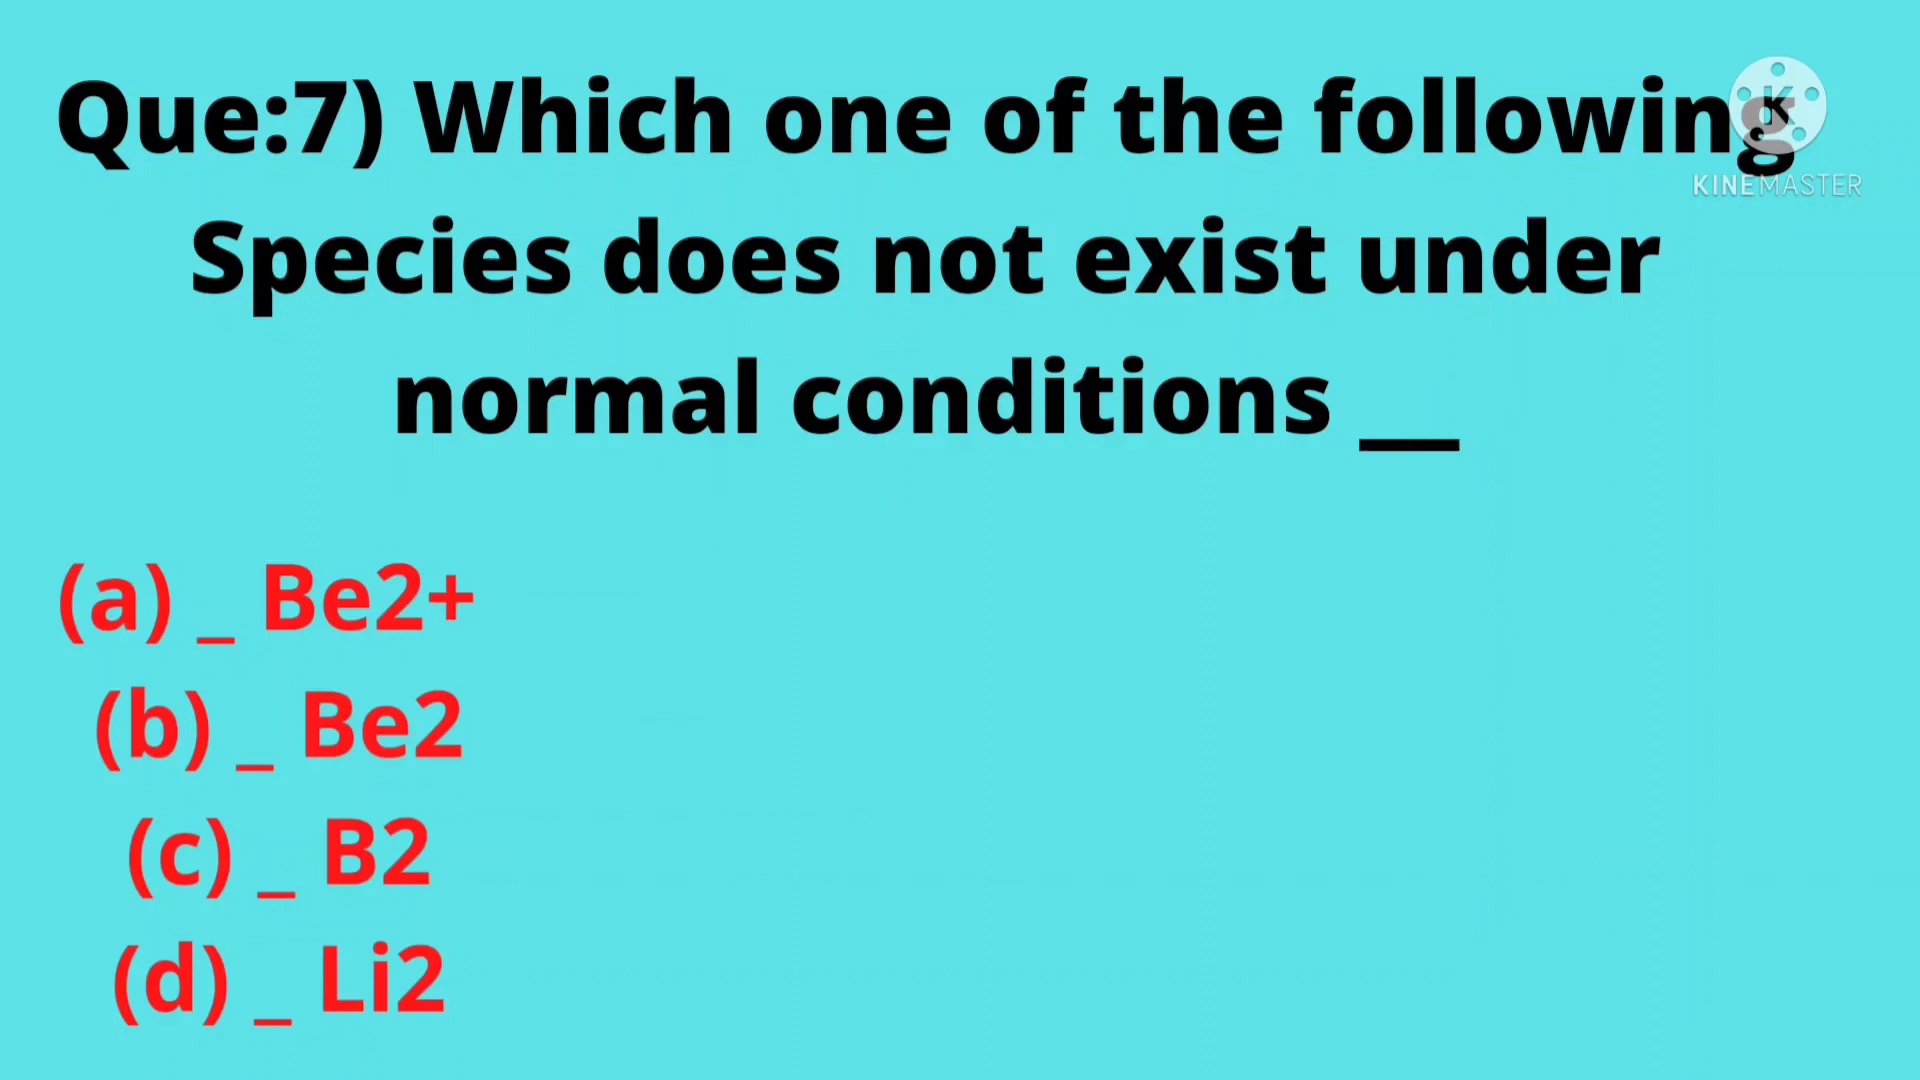 Que:7) Which one of the following
K
KINEMASTER
Species does not exist under
normal conditions __
(a) _ Be2+
(b) _ Be2
(c) _ B2
(d) _ Li2